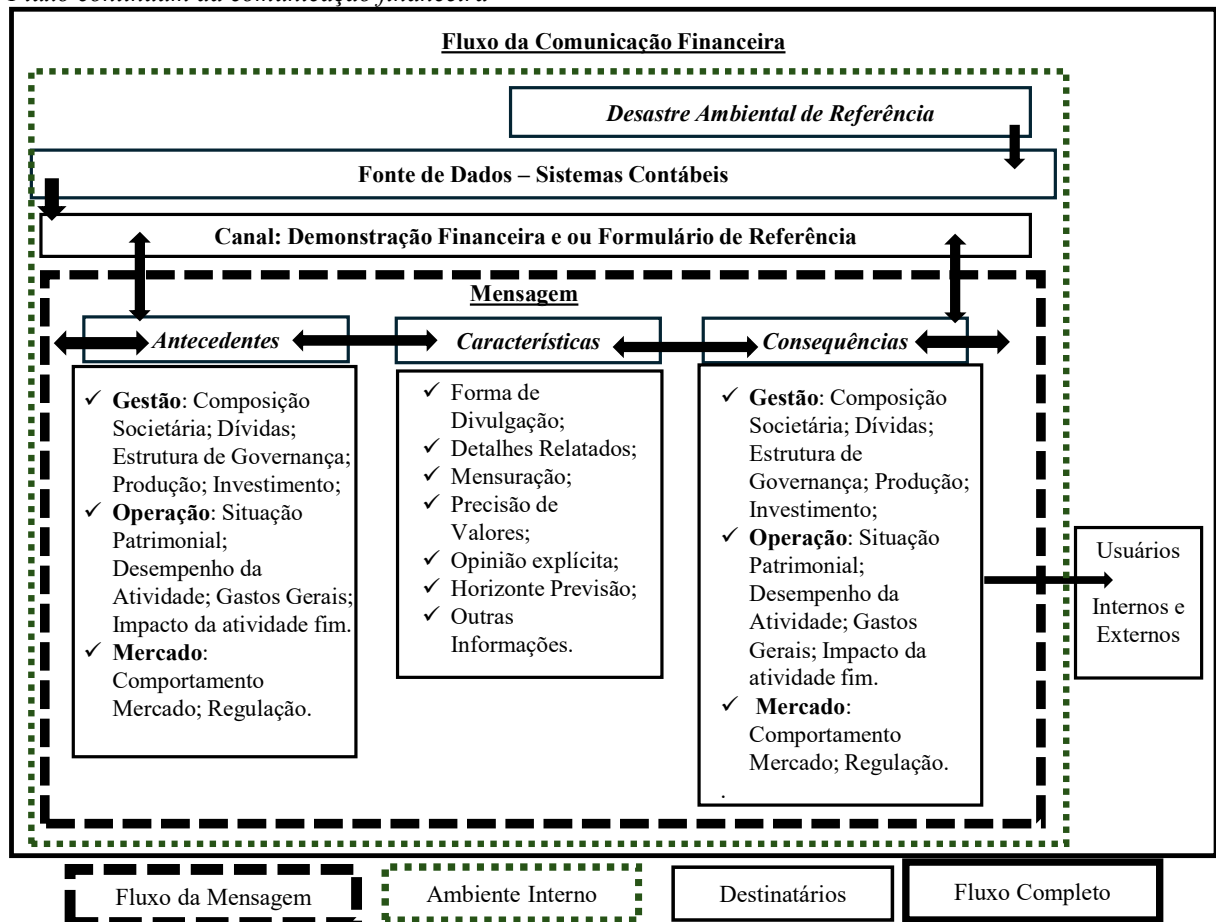 Fluxo da Comunicação Financeira
Desastre Ambiental de Referência
Fonte de Dados – Sistemas Contábeis
Canal: Demonstração Financeira e ou Formulário de Referência
Mensagem
Antecedentes
✓ Gestão: Composição
Societária; Dívidas;
Estrutura de Governança;
Produção; Investimento;
✓ Operação: Situação
Patrimonial;
Desempenho da
Atividade; Gastos Gerais;
Impacto da atividade fim.
✓ Mercado:
Comportamento
Mercado; Regulação.
Características
✓ Forma de
Divulgação;
✓ Detalhes Relatados;
✓ Mensuração;
✓ Precisão de
Valores;
✓ Opinião explícita;
✓ Horizonte Previsão;
✓ Outras
Informações.
Consequências
✓ Gestão: Composição
Societária; Dívidas;
Estrutura de
Governança; Produção;
Investimento;
✓ Operação: Situação
Patrimonial;
Desempenho da
Atividade; Gastos
Gerais; Impacto da
atividade fim.
✓ Mercado:
Comportamento
Mercado; Regulação.
.
Usuários
Internos e
Externos
Fluxo da Mensagem
Ambiente Interno
Destinatários
Fluxo Completo